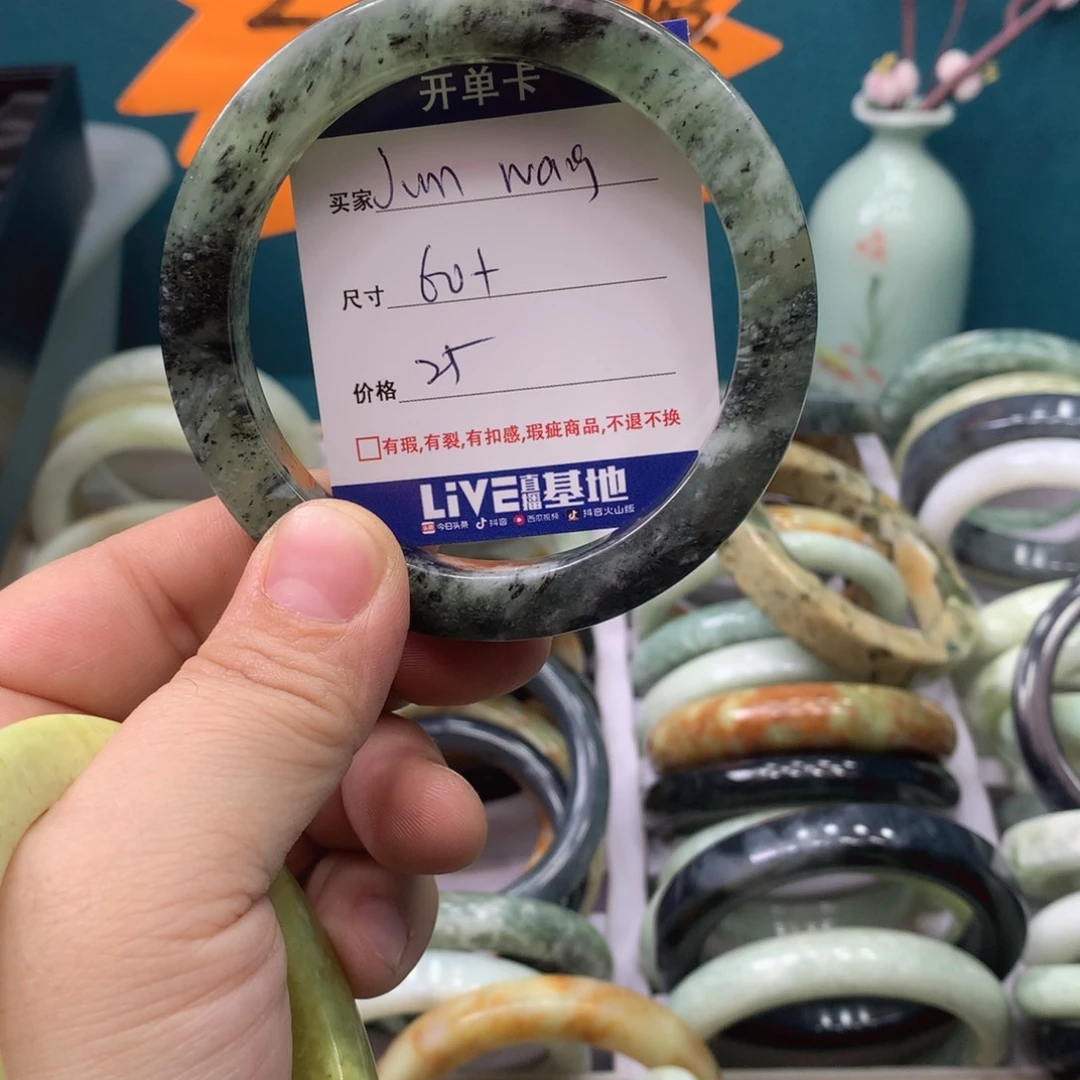 开单卡
买家 Jun wang
尺寸 60+
价格 25
有瑕,有裂,有扣感,瑕疵商品,不退不换
LiVE直播基地
今日头条 抖音 西瓜视频 抖音火山版